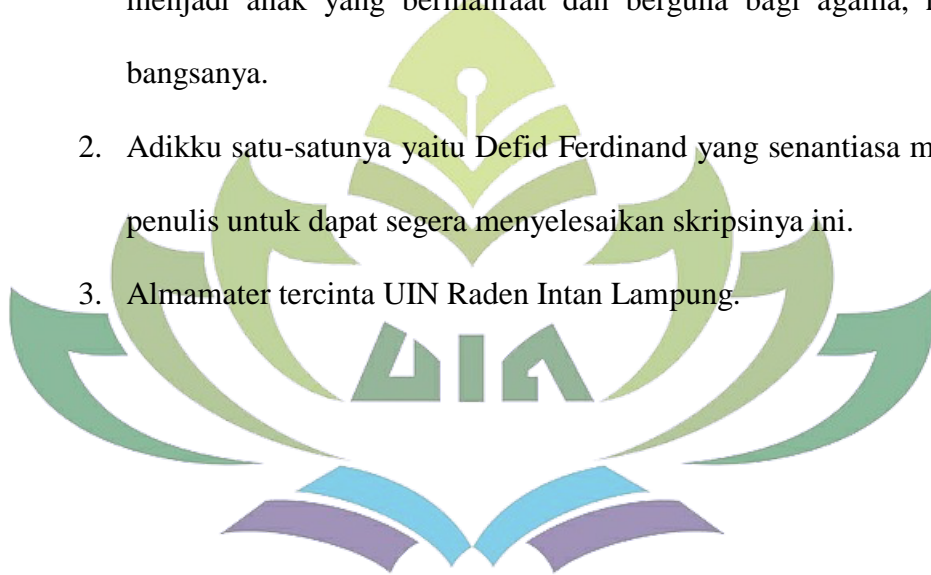 menjadi anak yang bermanfaat dan berguna bagi agama,
bangsanya.
2. Adikku satu-satunya yaitu Defid Ferdinand yang senantiasa
penulis untuk dapat segera menyelesaikan skripsinya ini.
3. Almamater tercinta UIN Raden Intan Lampung.
UIN